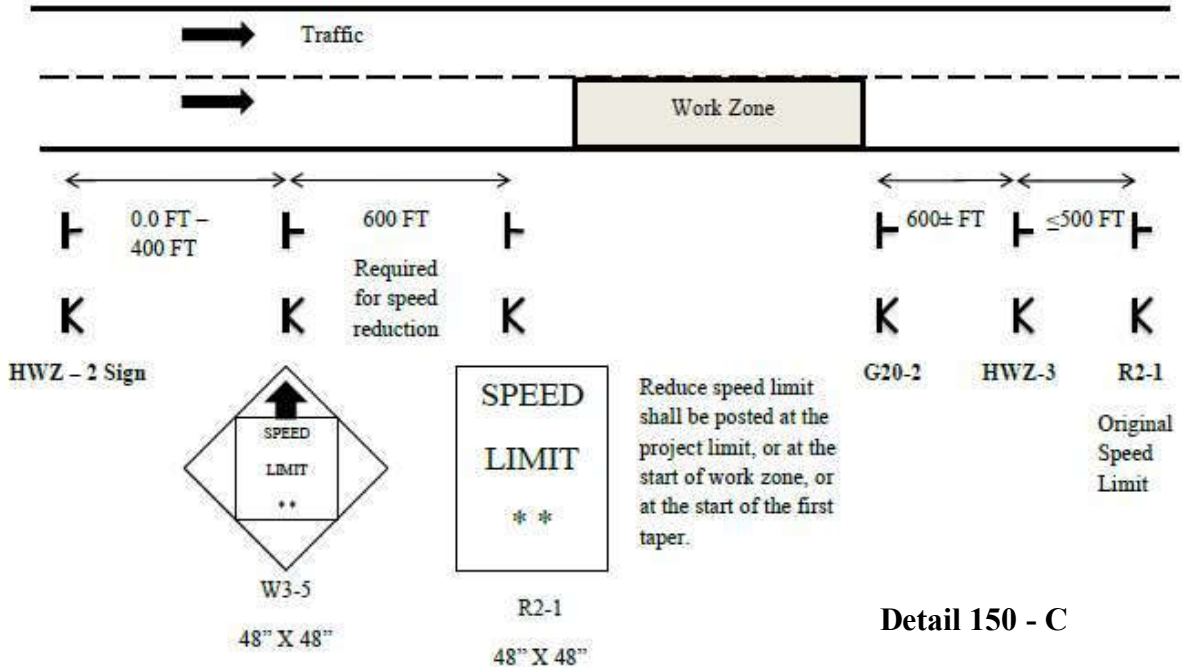 Traffic
Work Zone
0.0 FT –
400 FT
600 FT
Required
for speed
reduction
600± FT
≤500 FT
HWZ – 2 Sign
SPEED
LIMIT
* *
W3-5
48” X 48”
SPEED
LIMIT
* *
R2-1
48” X 48”
Reduce speed limit
shall be posted at the
project limit, or at the
start of work zone, or
at the start of the first
taper.
G20-2
HWZ-3
R2-1
Original
Speed
Limit
Detail 150 - C